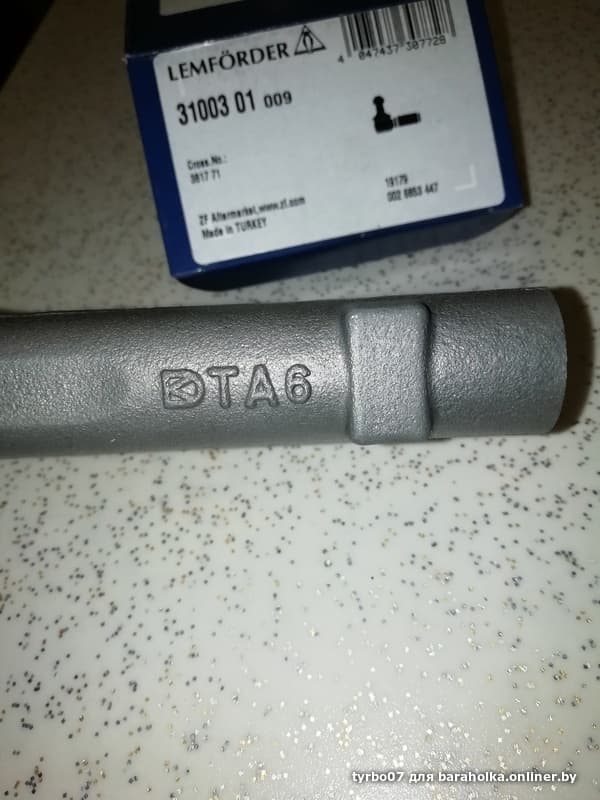 LEMFÖRDER
4 047437 307728
31003 01 009
Cross.No.:
3817 71
19179
002 6853 447
ZF Aftermarket,www.zf.com
Made in TURKEY
DTA6
tyrbo07 для baraholka.onliner.by